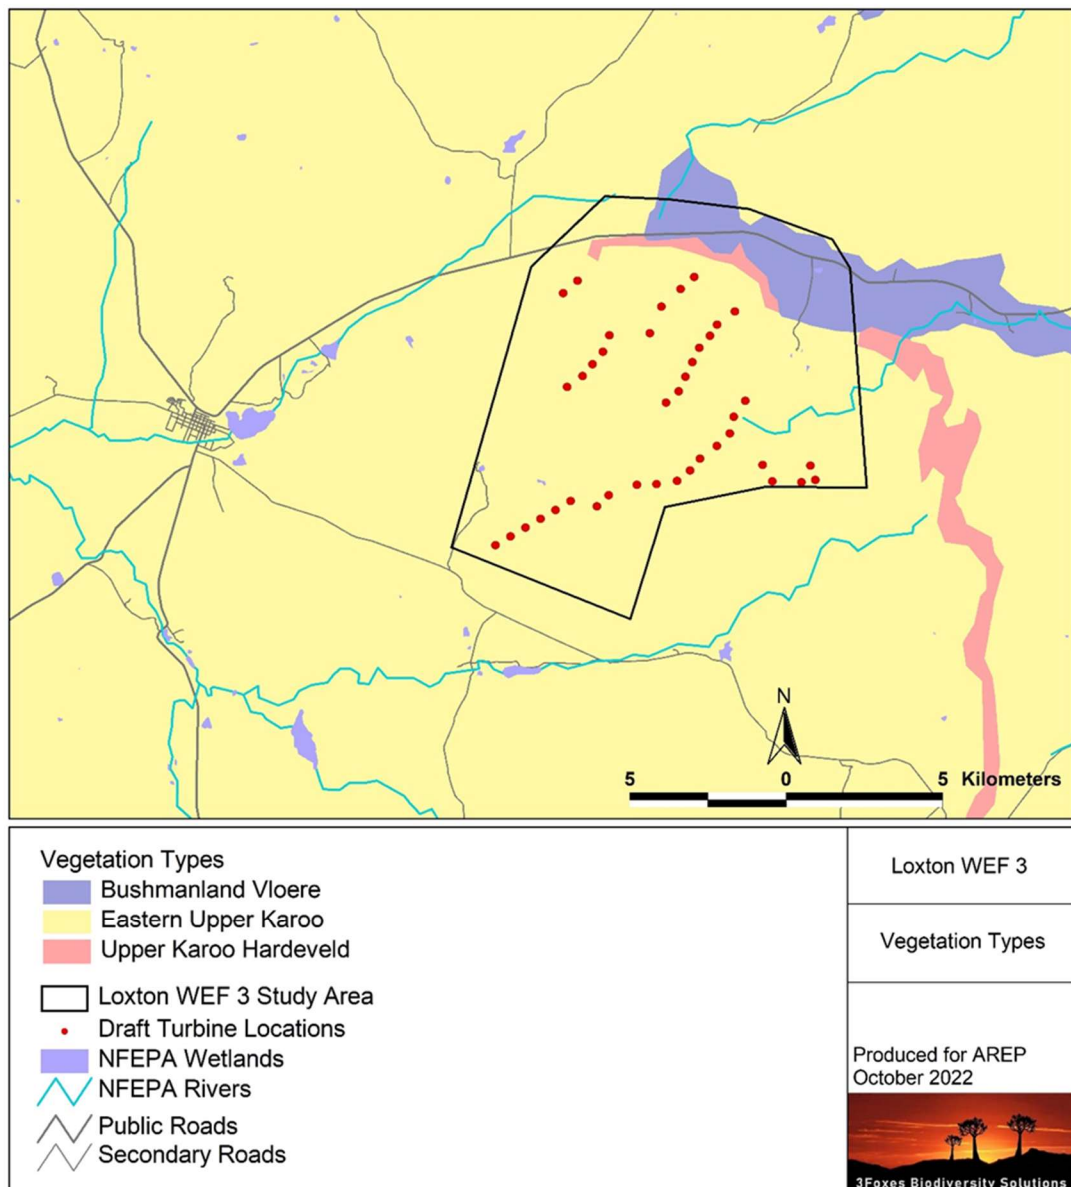 N
5 0 5 Kilometers
Vegetation Types
Bushmanland Vloere
Eastern Upper Karoo
Upper Karoo Hardeveld
Loxton WEF 3 Study Area
Draft Turbine Locations
NFEPA Wetlands
NFEPA Rivers
Public Roads
Secondary Roads
Loxton WEF 3
Vegetation Types
Produced for AREP
October 2022
3Foxes Biodiversity Solutions